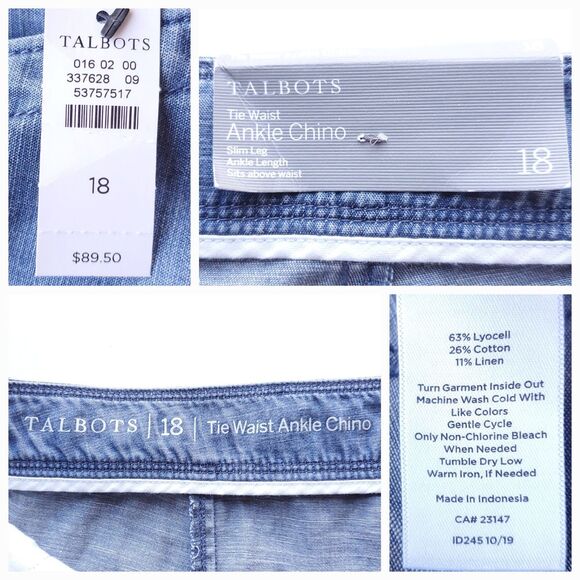 TALBOTS
016 02 00
337628 09
53757517
18
$89.50
TALBOTS
Tie Waist
Ankle Chino
Slim Leg
Ankle Length
Sits above waist
18
TALBOTS | 18 | Tie Waist Ankle Chino
63% Lyocell
26% Cotton
11% Linen
Turn Garment Inside Out
Machine Wash Cold With
Like Colors
Gentle Cycle
Only Non-Chlorine Bleach
When Needed
Tumble Dry Low
Warm Iron, If Needed
Made in Indonesia
CA# 23147
ID245 10/19